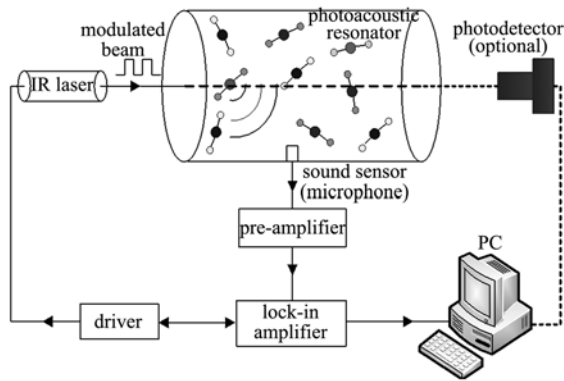 modulated
beam
photoacoustic
resonator
photodetector
(optional)
IR laser
sound sensor
(microphone)
pre-amplifier
PC
driver
lock-in
amplifier